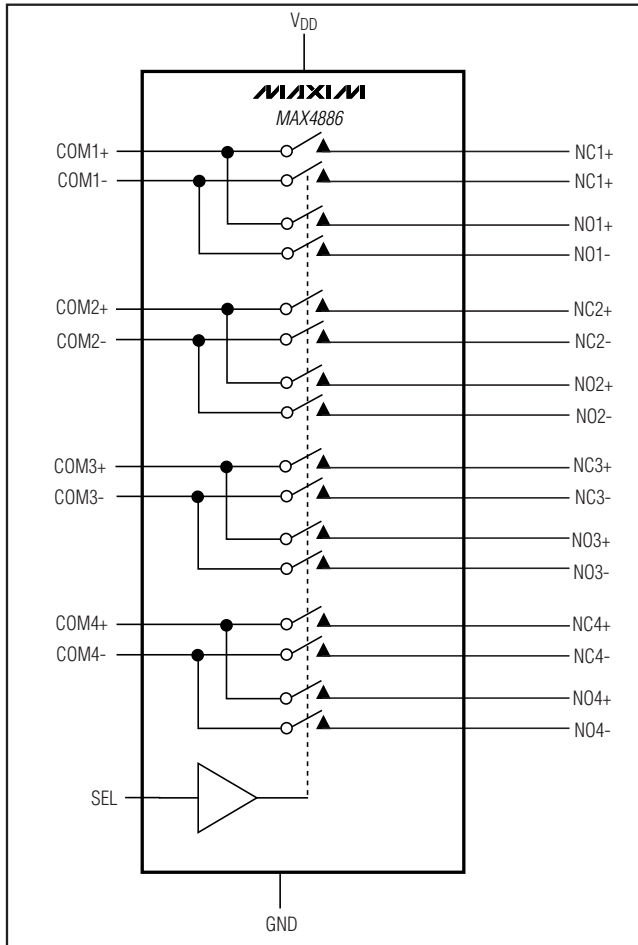 VDD
MAXIM
MAX4886
COM1+
NC1+
COM1-
NC1+
NO1+
NO1-
COM2+
NC2+
COM2-
NC2-
NO2+
NO2-
COM3+
NC3+
COM3-
NC3-
NO3+
NO3-
COM4+
NC4+
COM4-
NC4-
NO4+
NO4-
SEL
GND